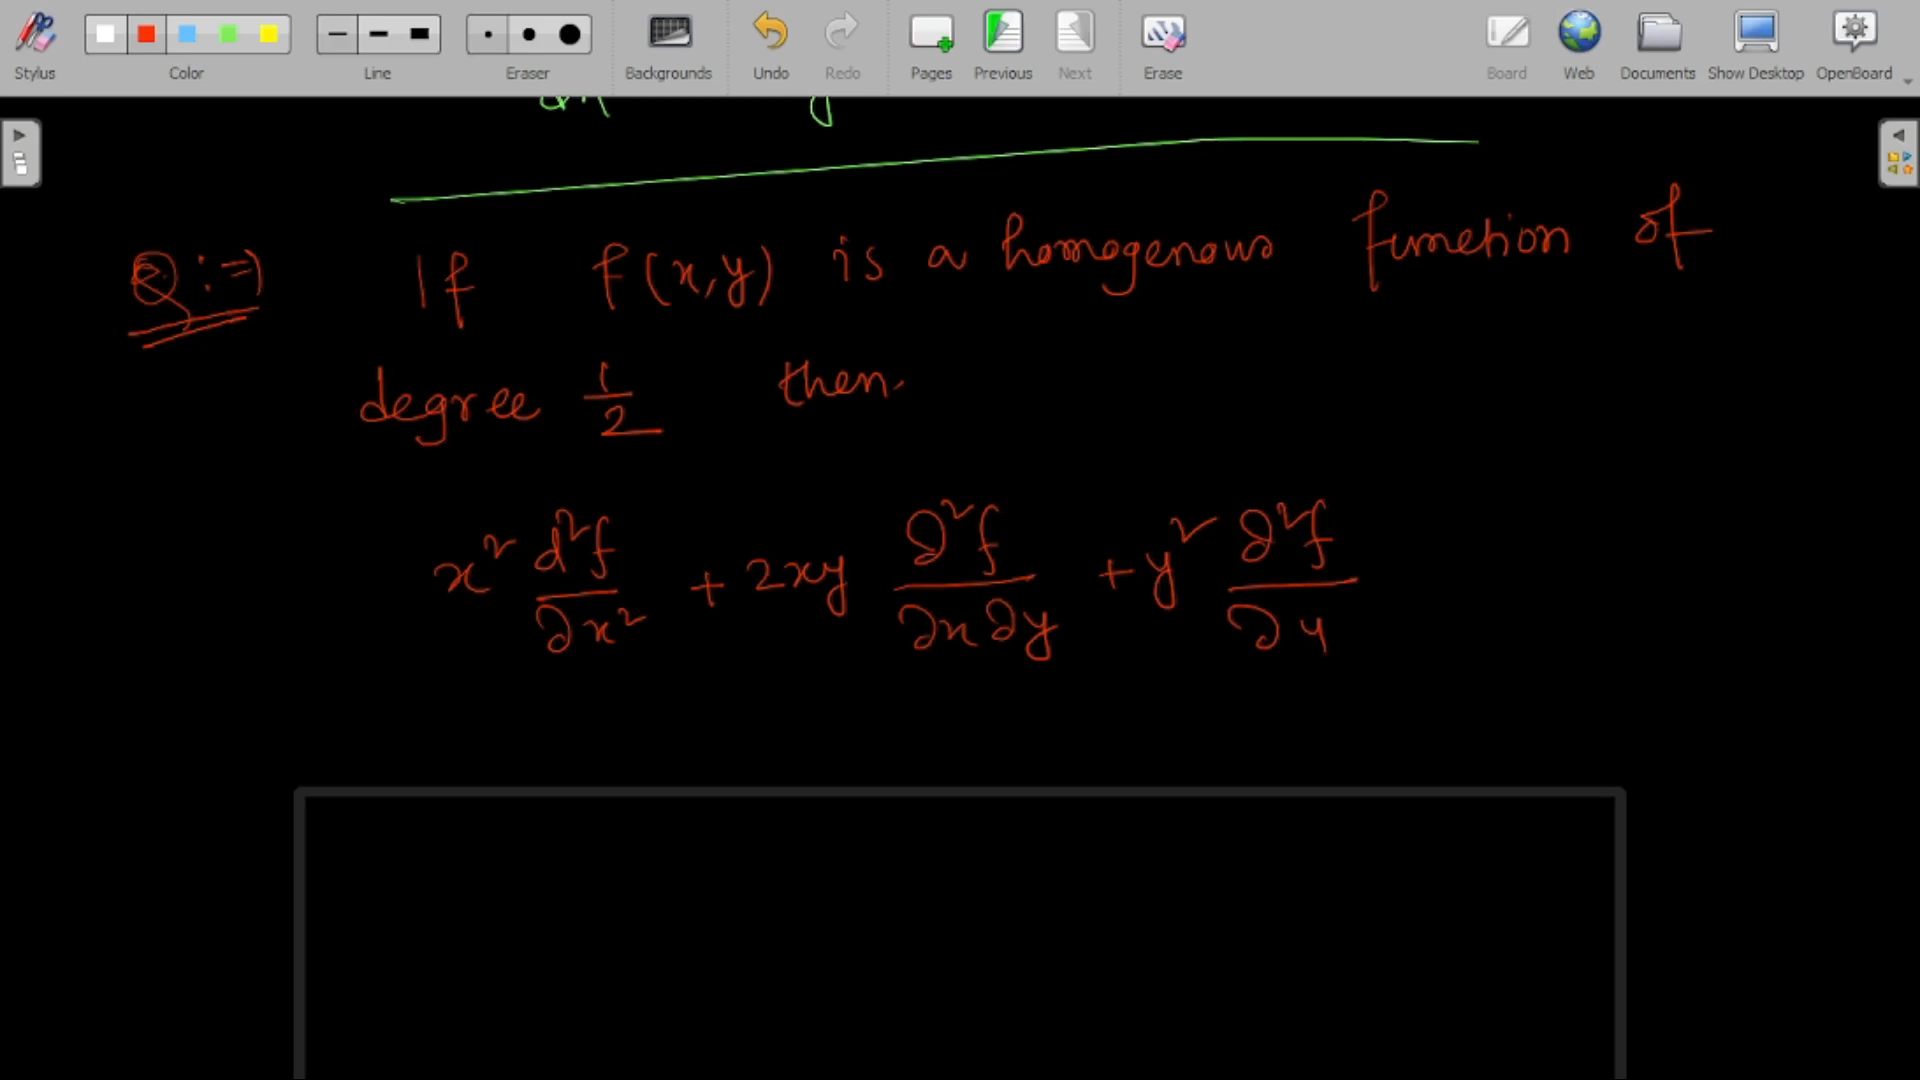 Stylus Color Line Eraser Backgrounds Undo Redo Pages Previous Next Erase Board Web Documents Show Desktop OpenBoard
Q:⇒ If f(x,y) is a homogenous function of
degree 1/2 then.
x² d²f/∂x² + 2xy ∂²f/∂x∂y + y² ∂²f/∂y